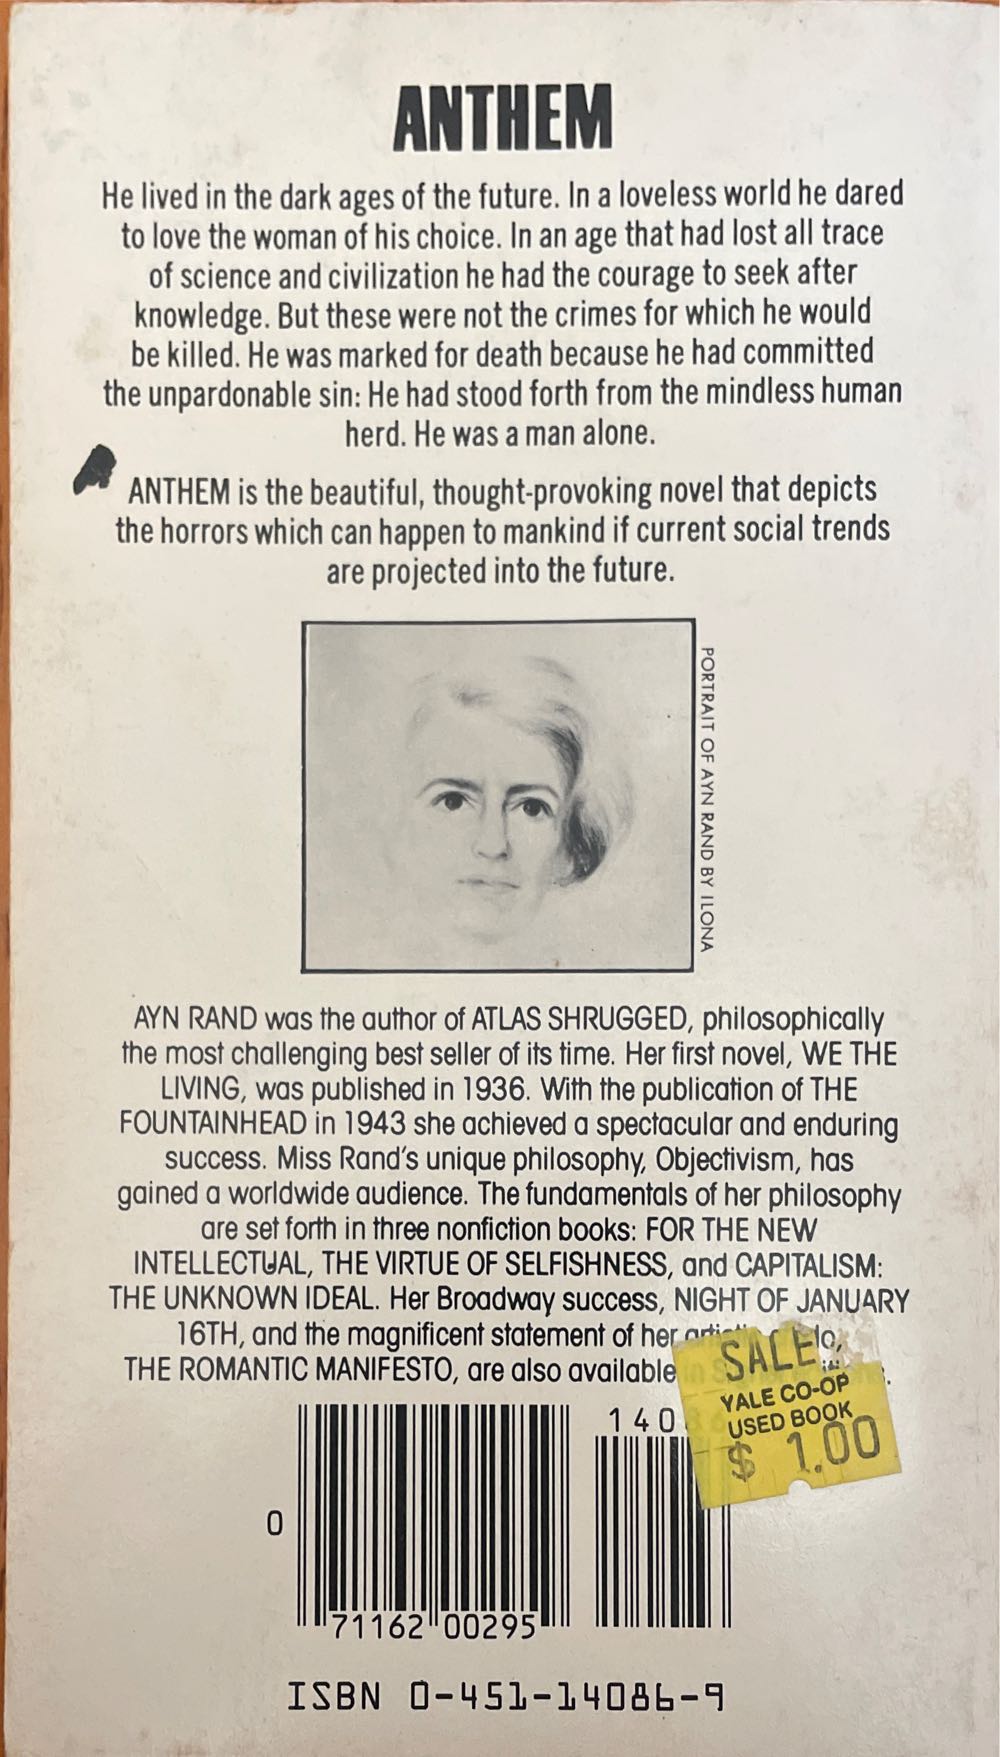 ANTHEM
He lived in the dark ages of the future. In a loveless world he dared
to love the woman of his choice. In an age that had lost all trace
of science and civilization he had the courage to seek after
knowledge. But these were not the crimes for which he would
be killed. He was marked for death because he had committed
the unpardonable sin: He had stood forth from the mindless human
herd. He was a man alone.
ANTHEM is the beautiful, thought-provoking novel that depicts
the horrors which can happen to mankind if current social trends
are projected into the future.
PORTRAIT OF AYN RAND BY ILONA
AYN RAND was the author of ATLAS SHRUGGED, philosophically
the most challenging best seller of its time. Her first novel, WE THE
LIVING, was published in 1936. With the publication of THE
FOUNTAINHEAD in 1943 she achieved a spectacular and enduring
success. Miss Rand's unique philosophy, Objectivism, has
gained a worldwide audience. The fundamentals of her philosophy
are set forth in three nonfiction books: FOR THE NEW
INTELLECTUAL, THE VIRTUE OF SELFISHNESS, and CAPITALISM:
THE UNKNOWN IDEAL. Her Broadway success, NIGHT OF JANUARY
16TH, and the magnificent statement of her
THE ROMANTIC MANIFESTO, are also available in
SALE
YALE CO-OP
USED BOOK
$ 1.00
140
0
71162 00295
ISBN 0-451-14086-9